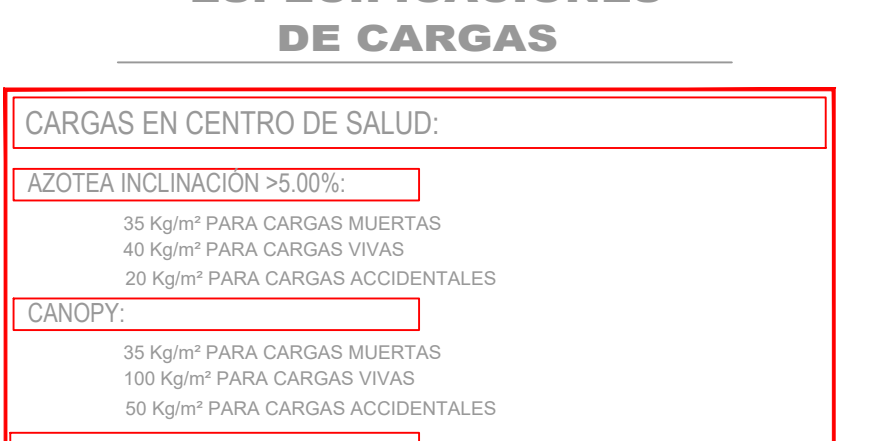 ESPECIFICACIONES
DE CARGAS
CARGAS EN CENTRO DE SALUD:
AZOTEA INCLINACIÓN >5.00%:
35 Kg/m² PARA CARGAS MUERTAS
40 Kg/m² PARA CARGAS VIVAS
20 Kg/m² PARA CARGAS ACCIDENTALES
CANOPY:
35 Kg/m² PARA CARGAS MUERTAS
100 Kg/m² PARA CARGAS VIVAS
50 Kg/m² PARA CARGAS ACCIDENTALES